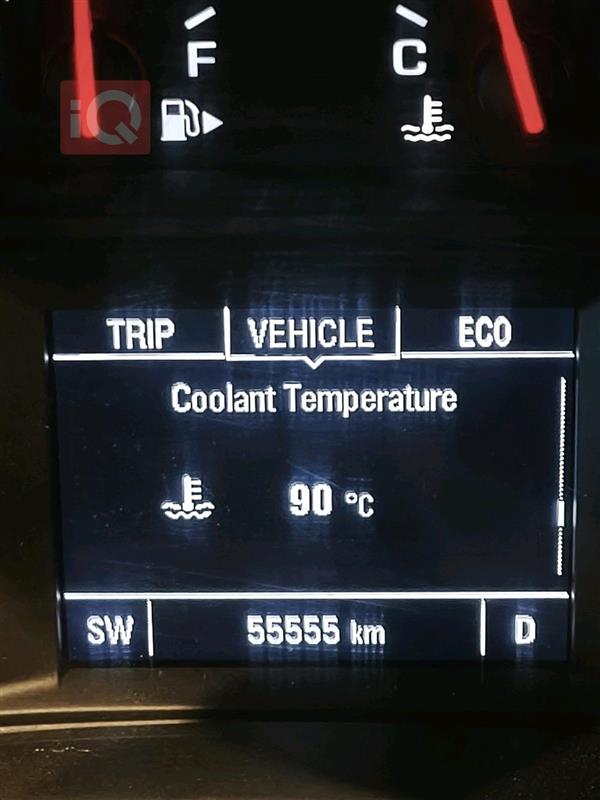 F C
iQ
TRIP VEHICLE ECO
Coolant Temperature
90 °C
SW 55555 km D